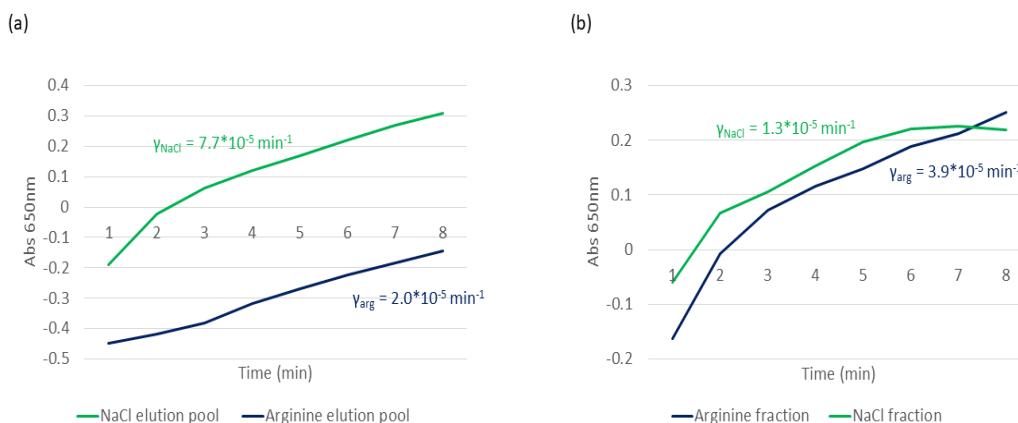 (a)
(b)
0.4
0.3
0.2
0.1
0
-0.1
-0.2
-0.3
-0.4
-0.5
Abs 650nm
1 2 3 4 5 6 7 8
γNaCl = 7.7*10-5 min-1
γarg = 2.0*10-5 min-1
Time (min)
NaCl elution pool Arginine elution pool
0.3
0.2
0.1
0
-0.1
-0.2
Abs 650nm
1 2 3 4 5 6 7 8
γNaCl = 1.3*10-5 min-1
γarg = 3.9*10-5 min-1
Time (min)
Arginine fraction NaCl fraction